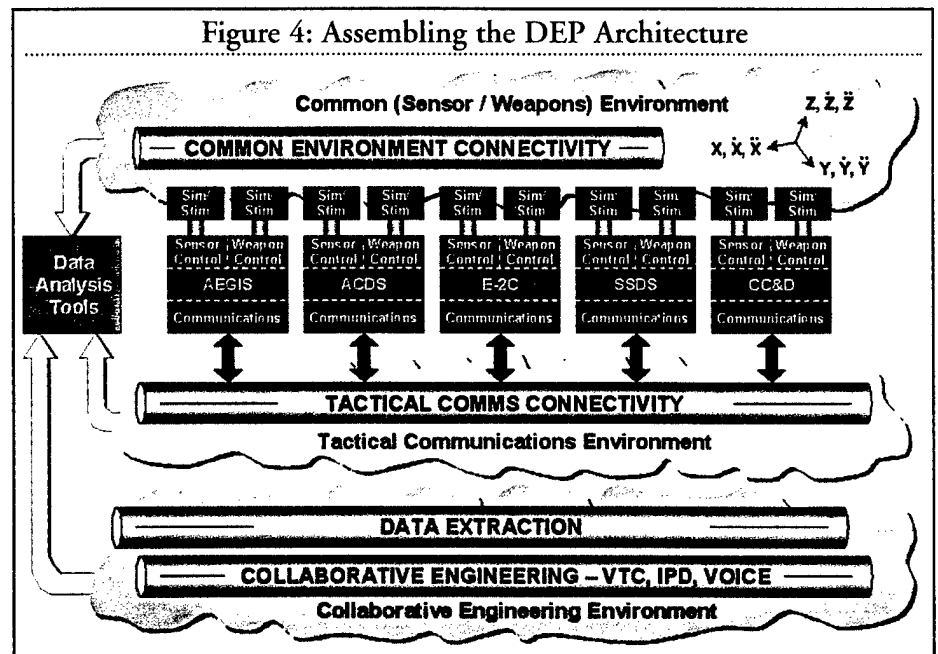 Figure 4: Assembling the DEP Architecture
Common (Sensor / Weapons) Environment
COMMON ENVIRONMENT CONNECTIVITY
Z, Ż, Z̈
X, Ẋ, Ẍ
Y, Ẏ, Ÿ
Sim/ Sim/ Sim/ Sim/ Sim/ Sim/ Sim/ Sim/ Sim/ Sim/
Stim Stim Stim Stim Stim Stim Stim Stim Stim Stim
Data
Analysis
Tools
Sensor Weapon Sensor Weapon Sensor Weapon Sensor Weapon Sensor Weapon
Control Control Control Control Control Control Control Control Control Control
AEGIS ACDS E-2C SSDS CC&D
Communications Communications Communications Communications Communications
TACTICAL COMMS CONNECTIVITY
Tactical Communications Environment
DATA EXTRACTION
COLLABORATIVE ENGINEERING – VTC, IPD, VOICE
Collaborative Engineering Environment